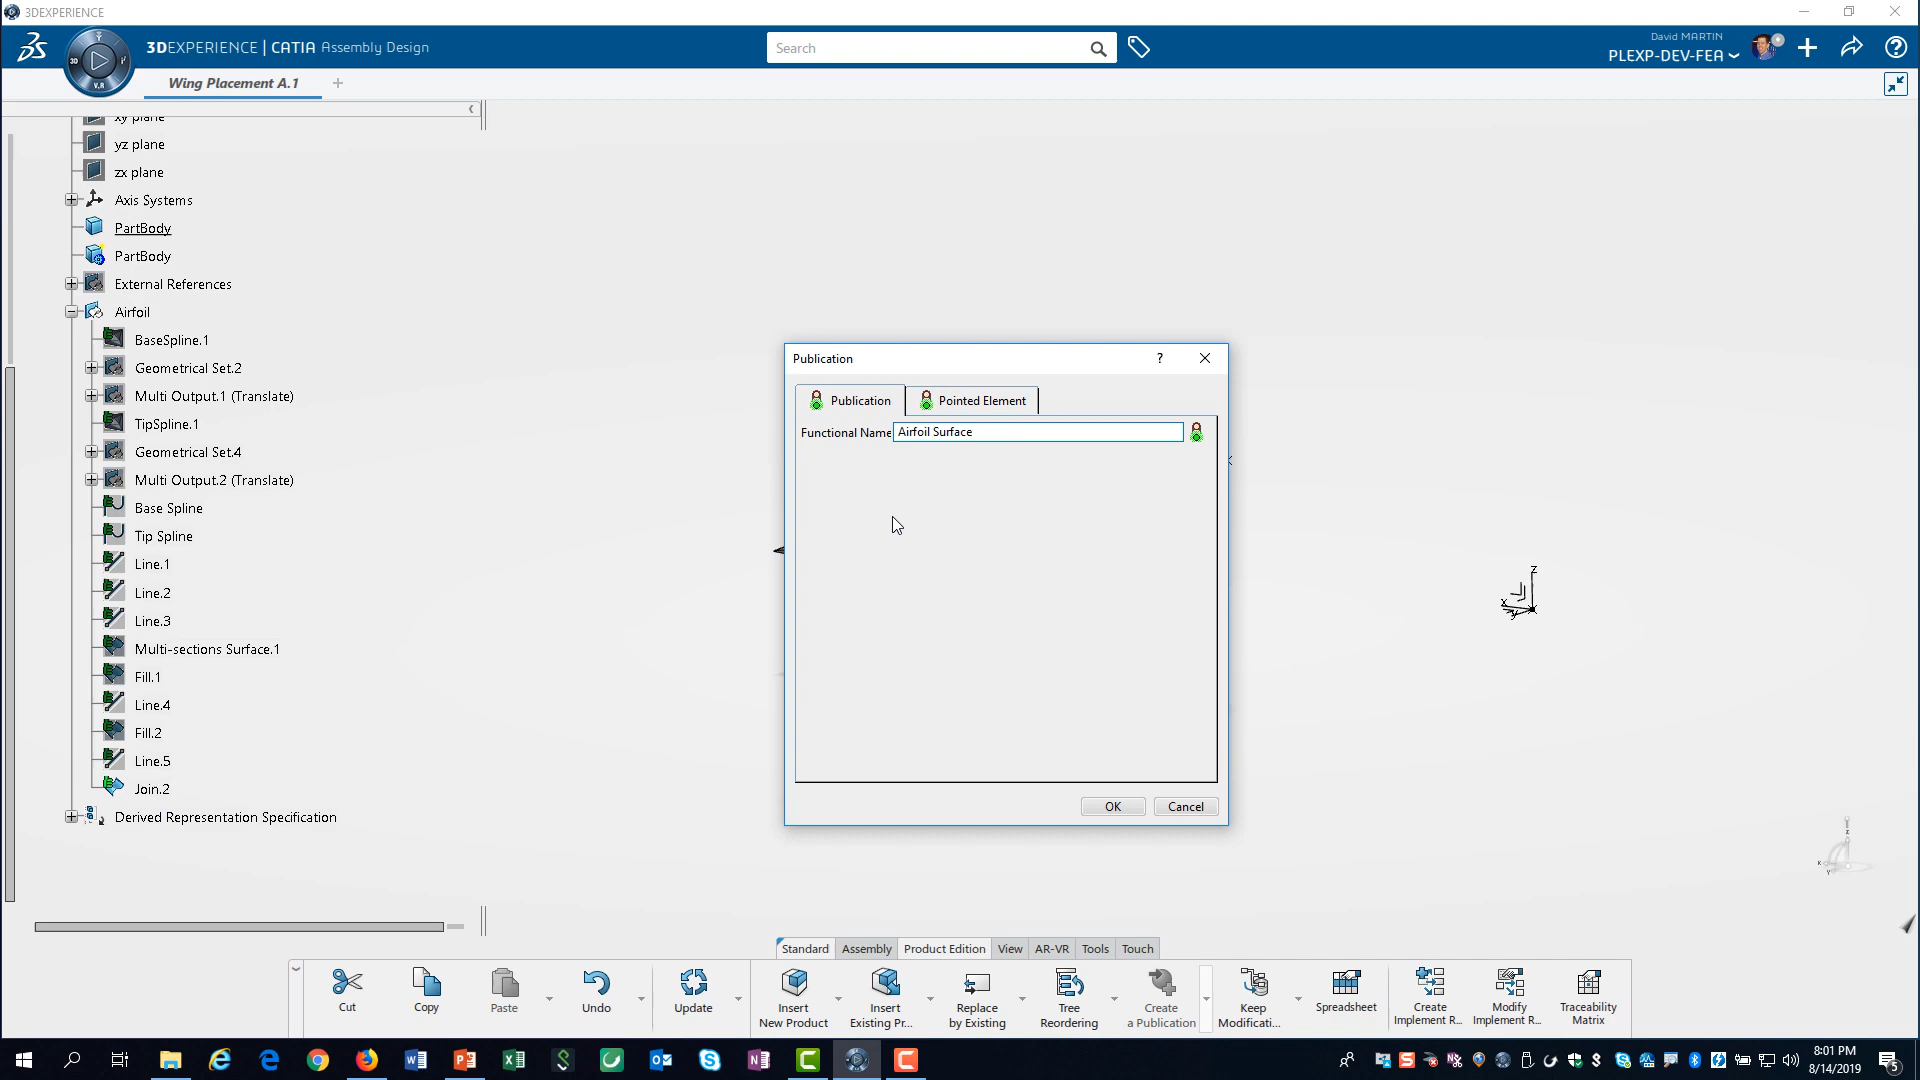 3DEXPERIENCE
3DEXPERIENCE | CATIA Assembly Design
Search
David MARTIN
PLEXP-DEV-FEA
3D
V.R
Wing Placement A.1
xy plane
yz plane
zx plane
Axis Systems
PartBody
PartBody
External References
Airfoil
BaseSpline.1
Geometrical Set.2
Multi Output.1 (Translate)
TipSpline.1
Geometrical Set.4
Multi Output.2 (Translate)
Base Spline
Tip Spline
Line.1
Line.2
Line.3
Multi-sections Surface.1
Fill.1
Line.4
Fill.2
Line.5
Join.2
Derived Representation Specification
Publication
?
Publication
Pointed Element
Functional Name
Airfoil Surface
OK
Cancel
z
x
y
Standard
Assembly
Product Edition
View
AR-VR
Tools
Touch
Cut
Copy
Paste
Undo
Update
Insert
New Product
Insert
Existing Pr...
Replace
by Existing
Tree
Reordering
Create
a Publication
Keep
Modificati...
Spreadsheet
Create
Implement R...
Modify
Implement R...
Traceability
Matrix
8:01 PM
8/14/2019
5